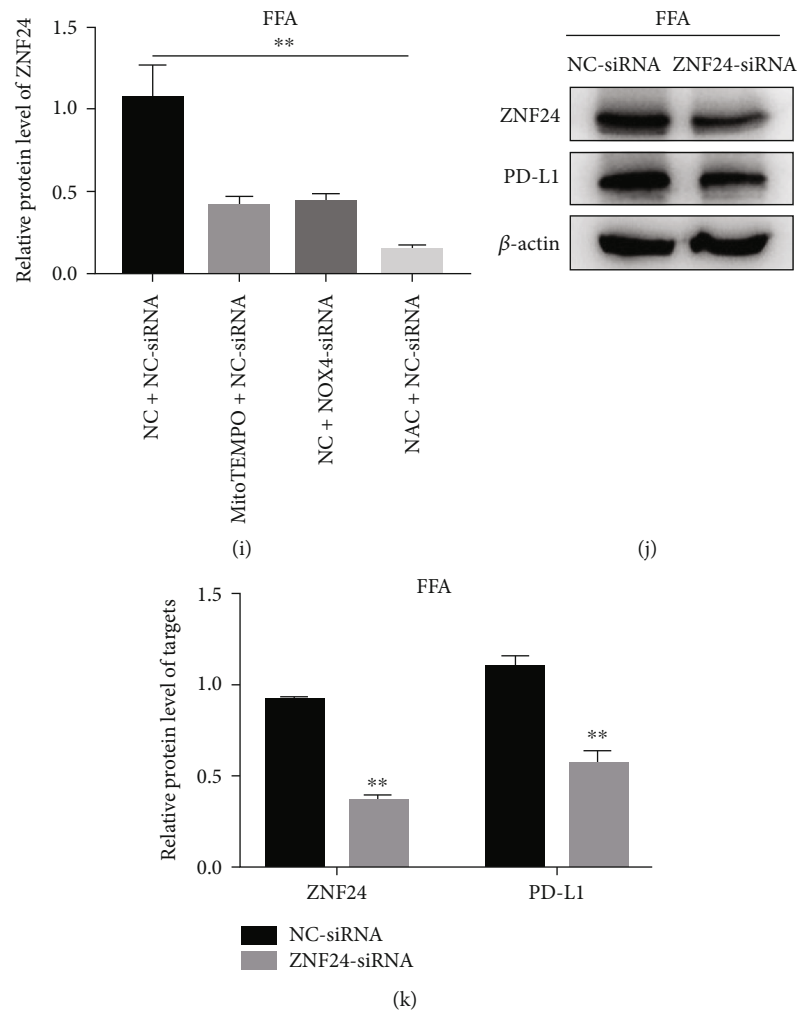 FFA
**
Relative protein level of ZNF24
1.5
1.0
0.5
0.0
NC + NC-siRNA
MitoTEMPO + NC-siRNA
NC + NOX4-siRNA
NAC + NC-siRNA
(i)
FFA
NC-siRNA ZNF24-siRNA
ZNF24
PD-L1
β-actin
(j)
FFA
Relative protein level of targets
1.5
1.0
0.5
0.0
**
**
ZNF24 PD-L1
NC-siRNA
ZNF24-siRNA
(k)